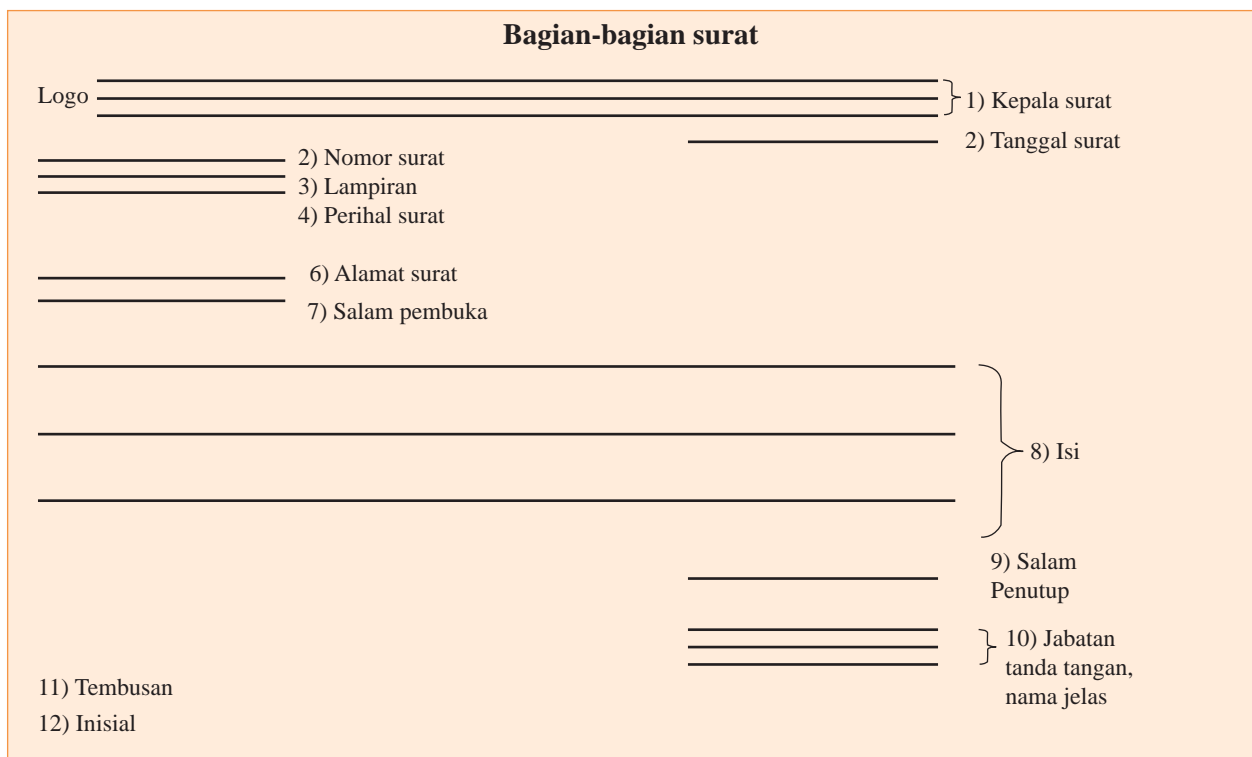 Bagian-bagian surat
Logo
1) Kepala surat
2) Tanggal surat
2) Nomor surat
3) Lampiran
4) Perihal surat
6) Alamat surat
7) Salam pembuka
8) Isi
9) Salam
Penutup
10) Jabatan
tanda tangan,
nama jelas
11) Tembusan
12) Inisial